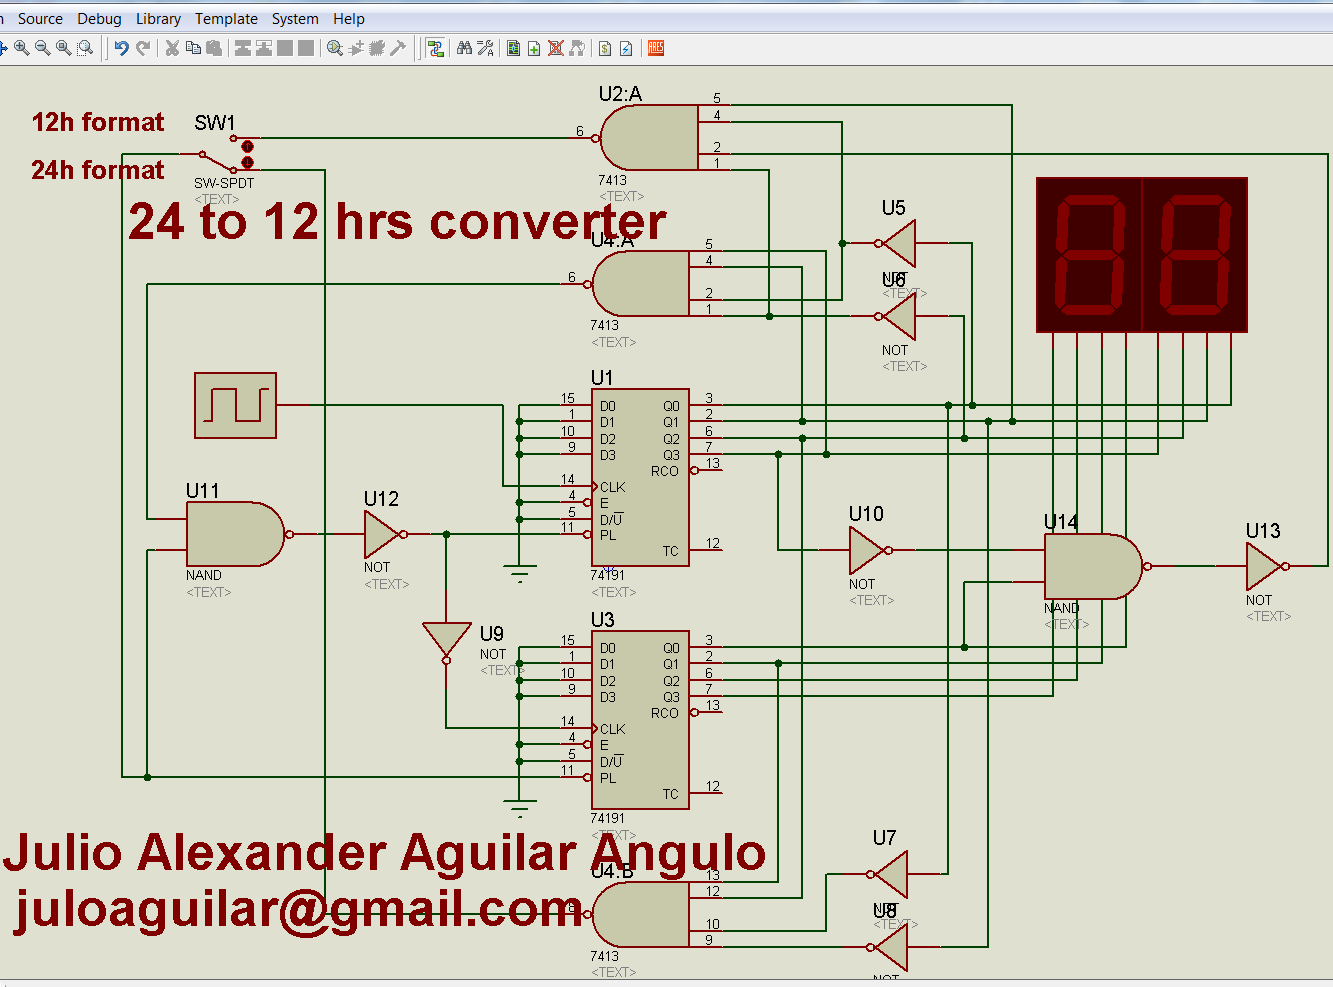 Source Debug Library Template System Help
12h format
SW1
24h format
SW-SPDT
<TEXT>
24 to 12 hrs converter
U2:A
5
4
6
2
1
7413
<TEXT>
U4:A
5
4
6
2
1
7413
<TEXT>
U5
NOT
<TEXT>
U6
NOT
<TEXT>
U1
15 D0 Q0 3
1 D1 Q1 2
10 D2 Q2 6
9 D3 Q3 7
RCO 13
14 CLK
4 E
5 D/U
11 PL
TC 12
74191
<TEXT>
U11
NAND
<TEXT>
U12
NOT
<TEXT>
U10
NOT
<TEXT>
U14
NAND
<TEXT>
U13
NOT
<TEXT>
U9
NOT
<TEXT>
U3
15 D0 Q0 3
1 D1 Q1 2
10 D2 Q2 6
9 D3 Q3 7
RCO 13
14 CLK
4 E
5 D/U
11 PL
TC 12
74191
<TEXT>
Julio Alexander Aguilar Angulo
juloaguilar@gmail.com
U4:B
13
12
10
9
7413
<TEXT>
U7
NOT
<TEXT>
U8
NOT